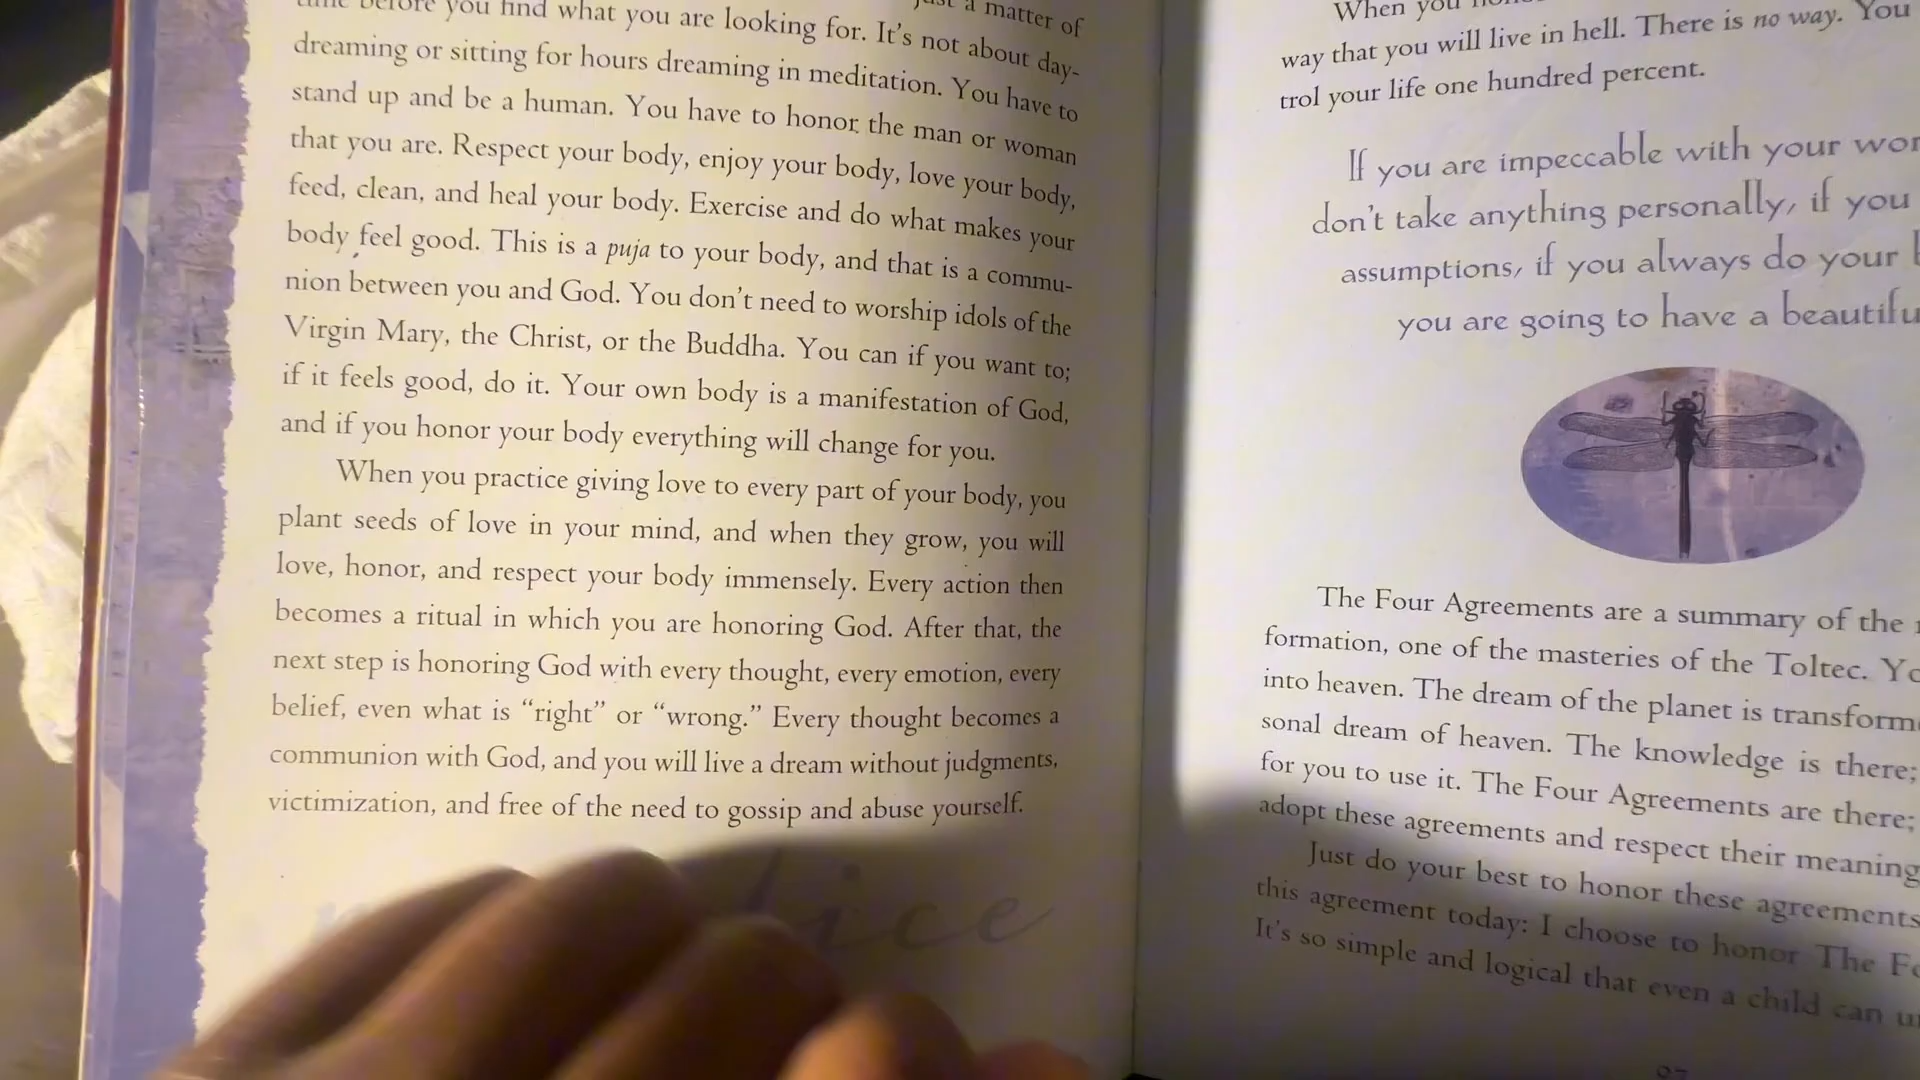 just a matter of
time before you find what you are looking for. It's not about day-
dreaming or sitting for hours dreaming in meditation. You have to
stand up and be a human. You have to honor the man or woman
that you are. Respect your body, enjoy your body, love your body,
feed, clean, and heal your body. Exercise and do what makes your
body feel good. This is a puja to your body, and that is a commu-
nion between you and God. You don't need to worship idols of the
Virgin Mary, the Christ, or the Buddha. You can if you want to;
if it feels good, do it. Your own body is a manifestation of God,
and if you honor your body everything will change for you.
When you practice giving love to every part of your body, you
plant seeds of love in your mind, and when they grow, you will
love, honor, and respect your body immensely. Every action then
becomes a ritual in which you are honoring God. After that, the
next step is honoring God with every thought, every emotion, every
belief, even what is “right” or “wrong.” Every thought becomes a
communion with God, and you will live a dream without judgments,
victimization, and free of the need to gossip and abuse yourself.
When you
way that you will live in hell. There is no way. You
trol your life one hundred percent.
If you are impeccable with your
don't take anything personally, if you
assumptions, if you always do your
you are going to have a
The Four Agreements are a summary of the
formation, one of the masteries of the Toltec.
into heaven. The dream of the planet is
sonal dream of heaven. The knowledge is there;
for you to use it. The Four Agreements are there;
adopt these agreements and respect their meaning
Just do your best to honor these agreements
this agreement today: I choose to honor The
It's so simple and logical that even a child can